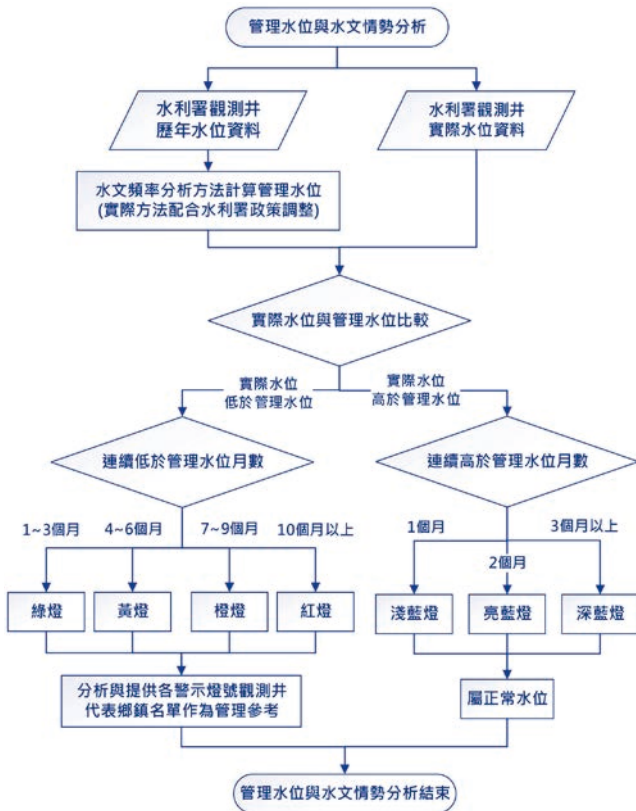 管理水位與水文情勢分析
水利署觀測井
歷年水位資料
水利署觀測井
實際水位資料
水文頻率分析方法計算管理水位
(實際方法配合水利署政策調整)
實際水位與管理水位比較
實際水位
低於管理水位
實際水位
高於管理水位
連續低於管理水位月數
連續高於管理水位月數
1~3個月
4~6個月
7~9個月
10個月以上
1個月
2個月
3個月以上
綠燈
黃燈
橙燈
紅燈
淺藍燈
亮藍燈
深藍燈
分析與提供各警示燈號觀測井
代表鄉鎮名單作為管理參考
屬正常水位
管理水位與水文情勢分析結束